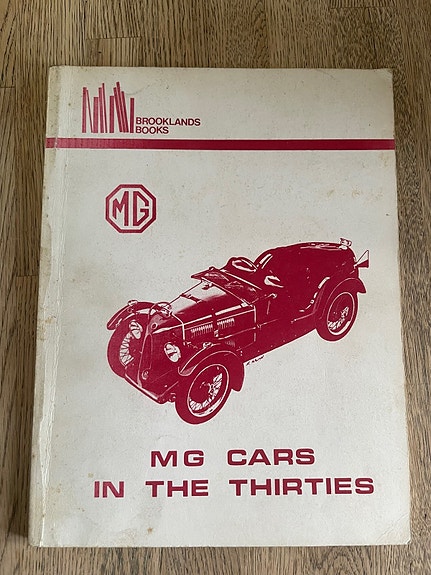 BROOKLANDS
BOOKS
MG
MG CARS
IN THE THIRTIES